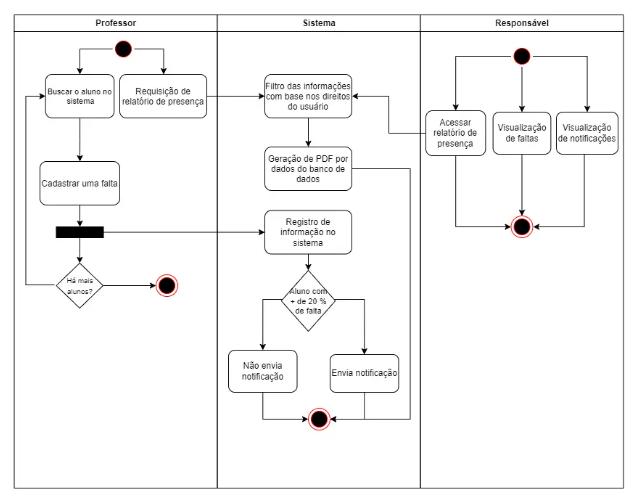 Professor
Sistema
Responsável
Buscar o aluno no
sistema
Requisição de
relatório de presença
Filtro das informações
com base nos direitos
do usuário
Acessar
relatório de
presença
Visualização
de faltas
Visualização
de notificações
Geração de PDF por
dados do banco de
dados
Cadastrar uma falta
Registro de
informação no
sistema
Há mais
alunos?
Aluno com
+ de 20 %
de falta
Não envia
notificação
Envia notificação